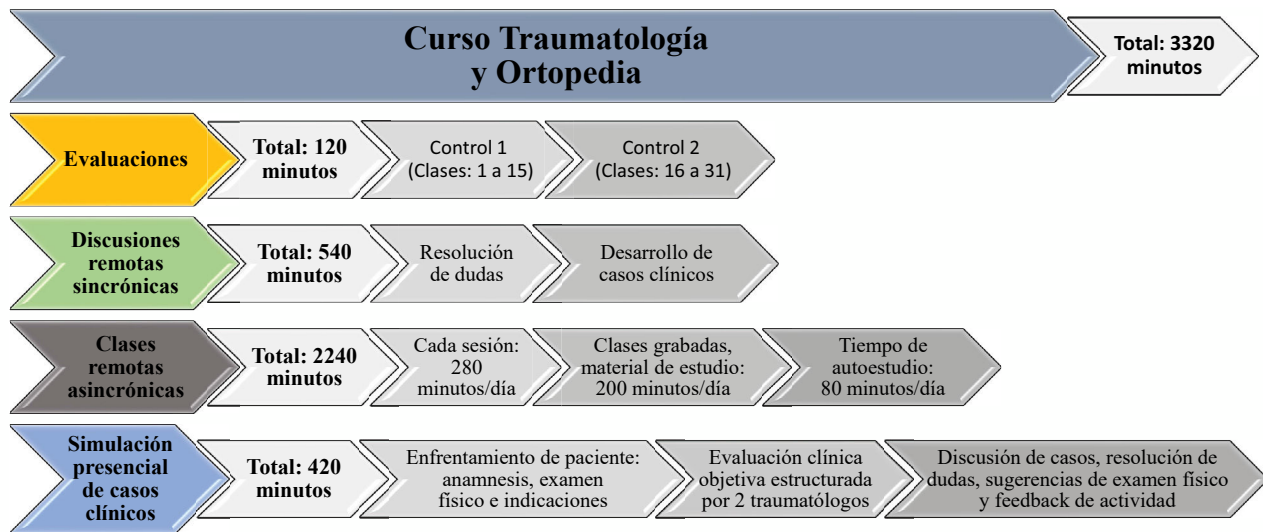 Curso Traumatología
y Ortopedia
Total: 3320
minutos
Evaluaciones
Total: 120
minutos
Control 1
(Clases: 1 a 15)
Control 2
(Clases: 16 a 31)
Discusiones
remotas
sincrónicas
Total: 540
minutos
Resolución
de dudas
Desarrollo de
casos clínicos
Clases
remotas
asincrónicas
Total: 2240
minutos
Cada sesión:
280
minutos/día
Clases grabadas,
material de estudio:
200 minutos/día
Tiempo de
autoestudio:
80 minutos/día
Simulación
presencial
de casos
clínicos
Total: 420
minutos
Enfrentamiento de paciente:
anamnesis, examen
físico e indicaciones
Evaluación clínica
objetiva estructurada
por 2 traumatólogos
Discusión de casos, resolución de
dudas, sugerencias de examen físico
y feedback de actividad